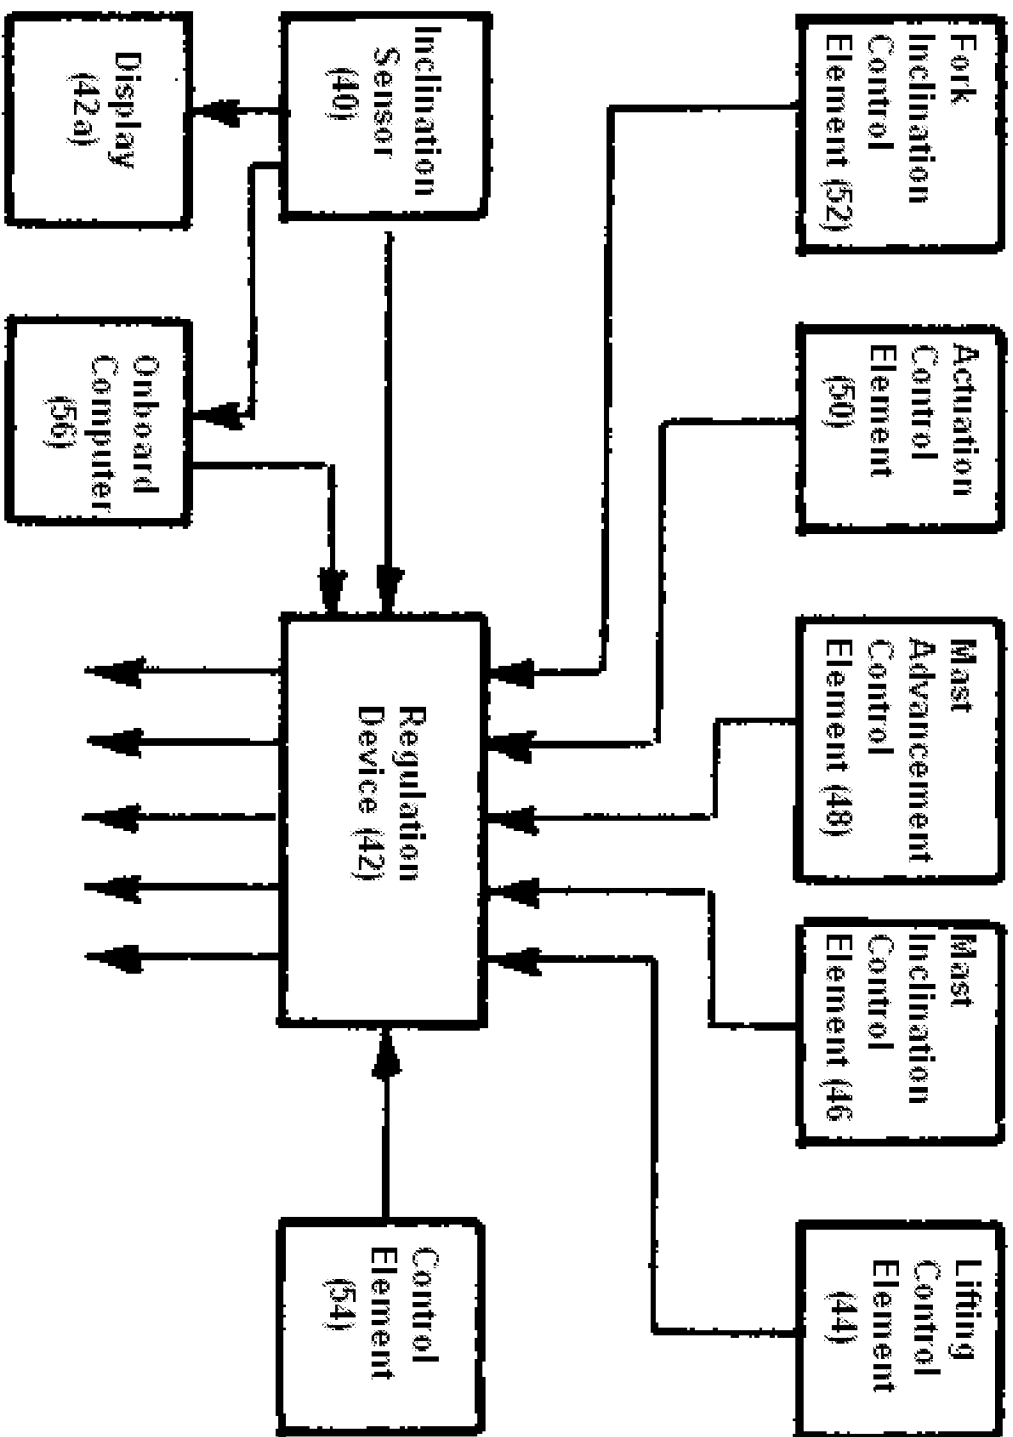 Fork
Inclination
Control
Element (52)
Actuation
Control
Element
(50)
Mast
Advancement
Control
Element (48)
Mast
Inclination
Control
Element (46
Lifting
Control
Element
(44)
Inclination
Sensor
(40)
Regulation
Device (42)
Control
Element
(54)
Display
(42a)
Onboard
Computer
(56)